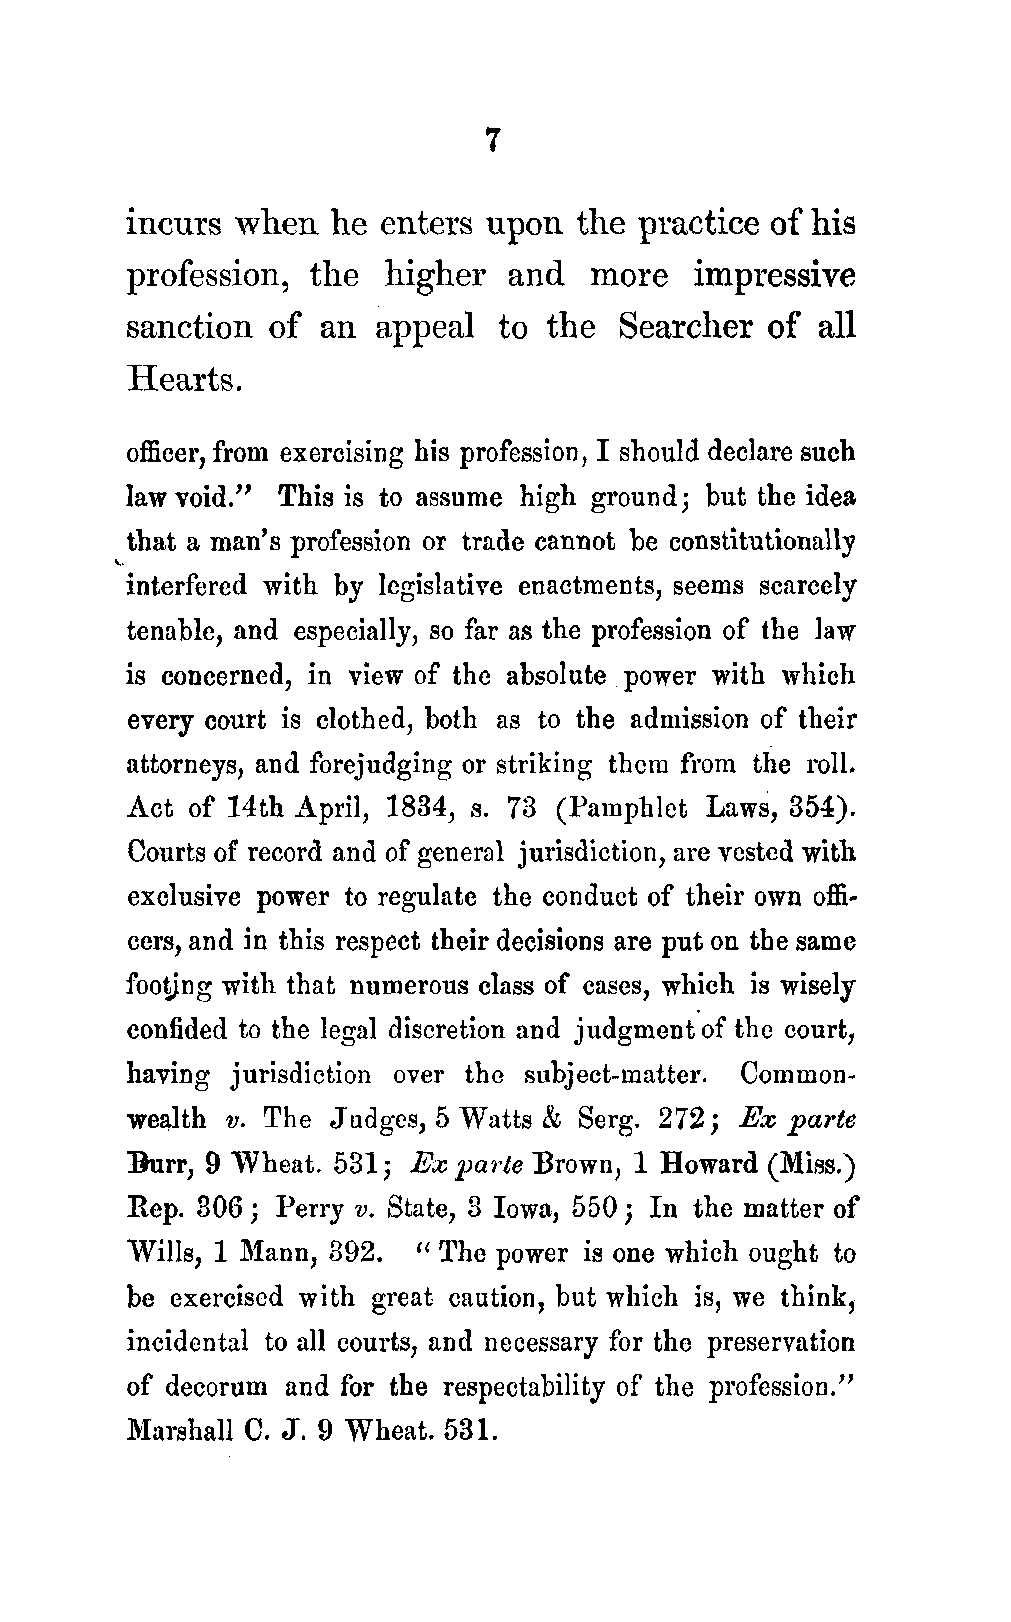 7
incurs when he enters upon the practice of his
profession, the higher and more impressive
sanction of an appeal to the Searcher of all
Hearts.
officer, from exercising his profession, I should declare such
law void." This is to assume high ground; but the idea
that a man's profession or trade cannot be constitutionally
interfered with by legislative enactments, seems scarcely
tenable, and especially, so far as the profession of the law
is concerned, in view of the absolute power with which
every court is clothed, both as to the admission of their
attorneys, and forejudging or striking them from the roll.
Act of 14th April, 1834, s. 73 (Pamphlet Laws, 354).
Courts of record and of general jurisdiction, are vested with
exclusive power to regulate the conduct of their own offi-
cers, and in this respect their decisions are put on the same
footing with that numerous class of cases, which is wisely
confided to the legal discretion and judgment of the court,
having jurisdiction over the subject-matter. Common-
wealth v. The Judges, 5 Watts & Serg. 272; Ex parte
Burr, 9 Wheat. 531; Ex parte Brown, 1 Howard (Miss.)
Rep. 306; Perry v. State, 3 Iowa, 550; In the matter of
Wills, 1 Mann, 392. "The power is one which ought to
be exercised with great caution, but which is, we think,
incidental to all courts, and necessary for the preservation
of decorum and for the respectability of the profession."
Marshall C. J. 9 Wheat. 531.